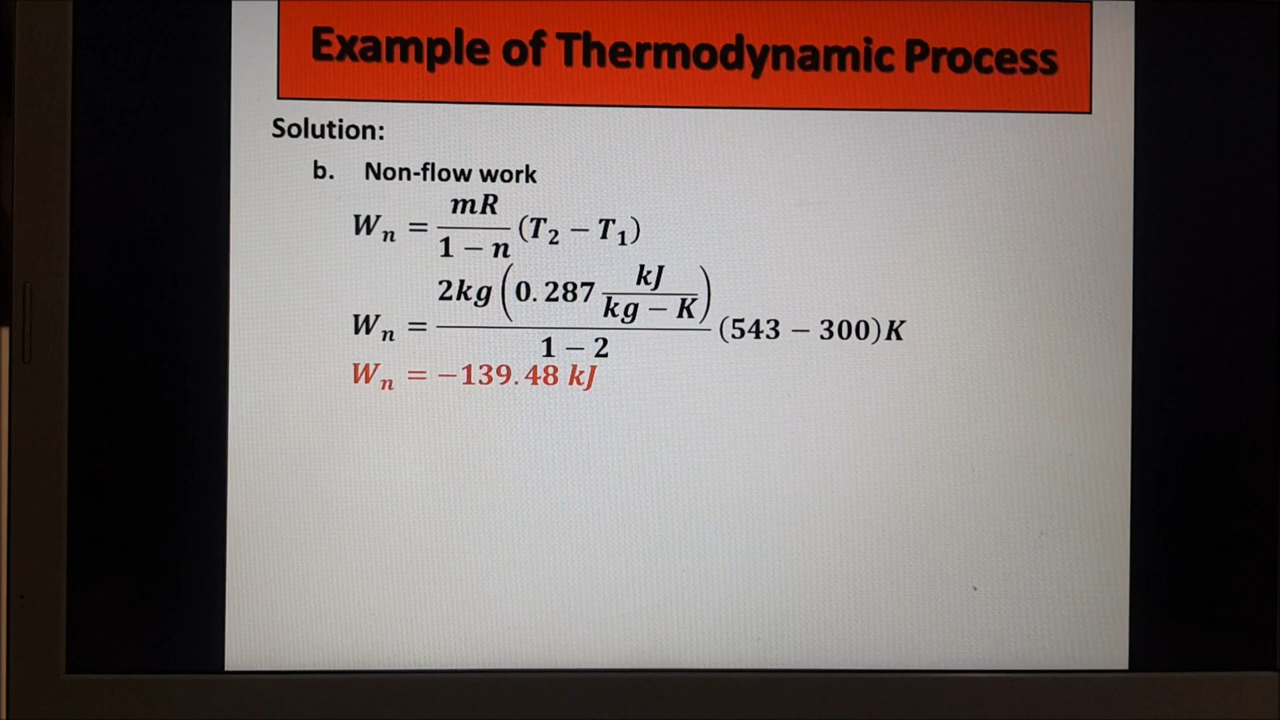 Example of Thermodynamic Process
Solution:
b. Non-flow work
Wₙ = mR / (1 − n) (T₂ − T₁)
Wₙ = 2kg (0.287 kJ / (kg − K)) / (1 − 2) (543 − 300)K
Wₙ = −139.48 kJ